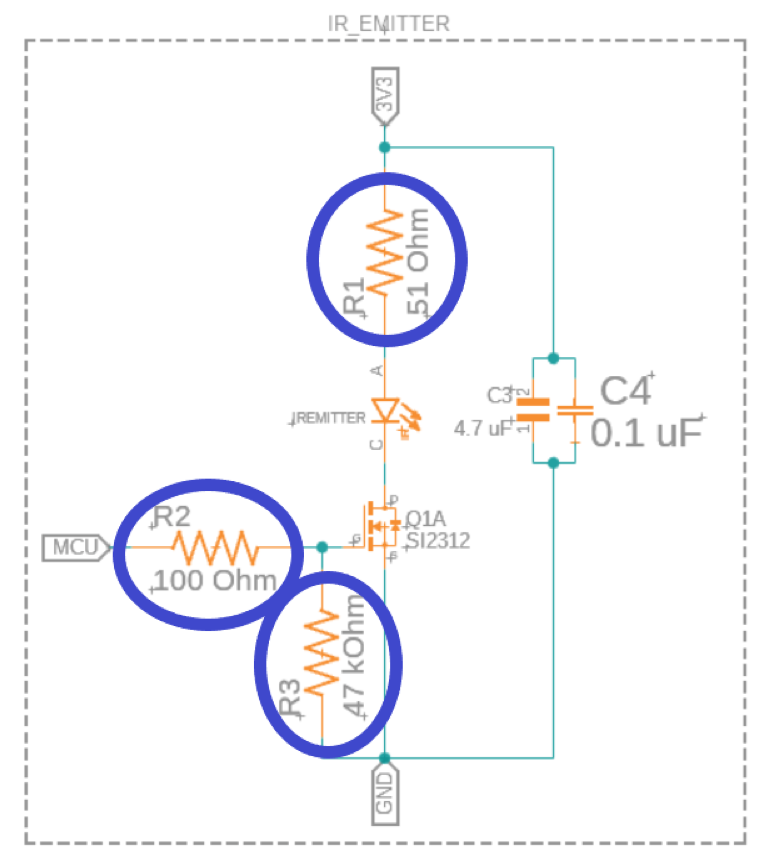 IR_EMITTER
3V3
R1
51 Ohm
A
IREMITTER
C
C3
2
1
4.7 uF
C4
0.1 uF
MCU
R2
100 Ohm
G
D
S
Q1A
SI2312
R3
47 kOhm
GND